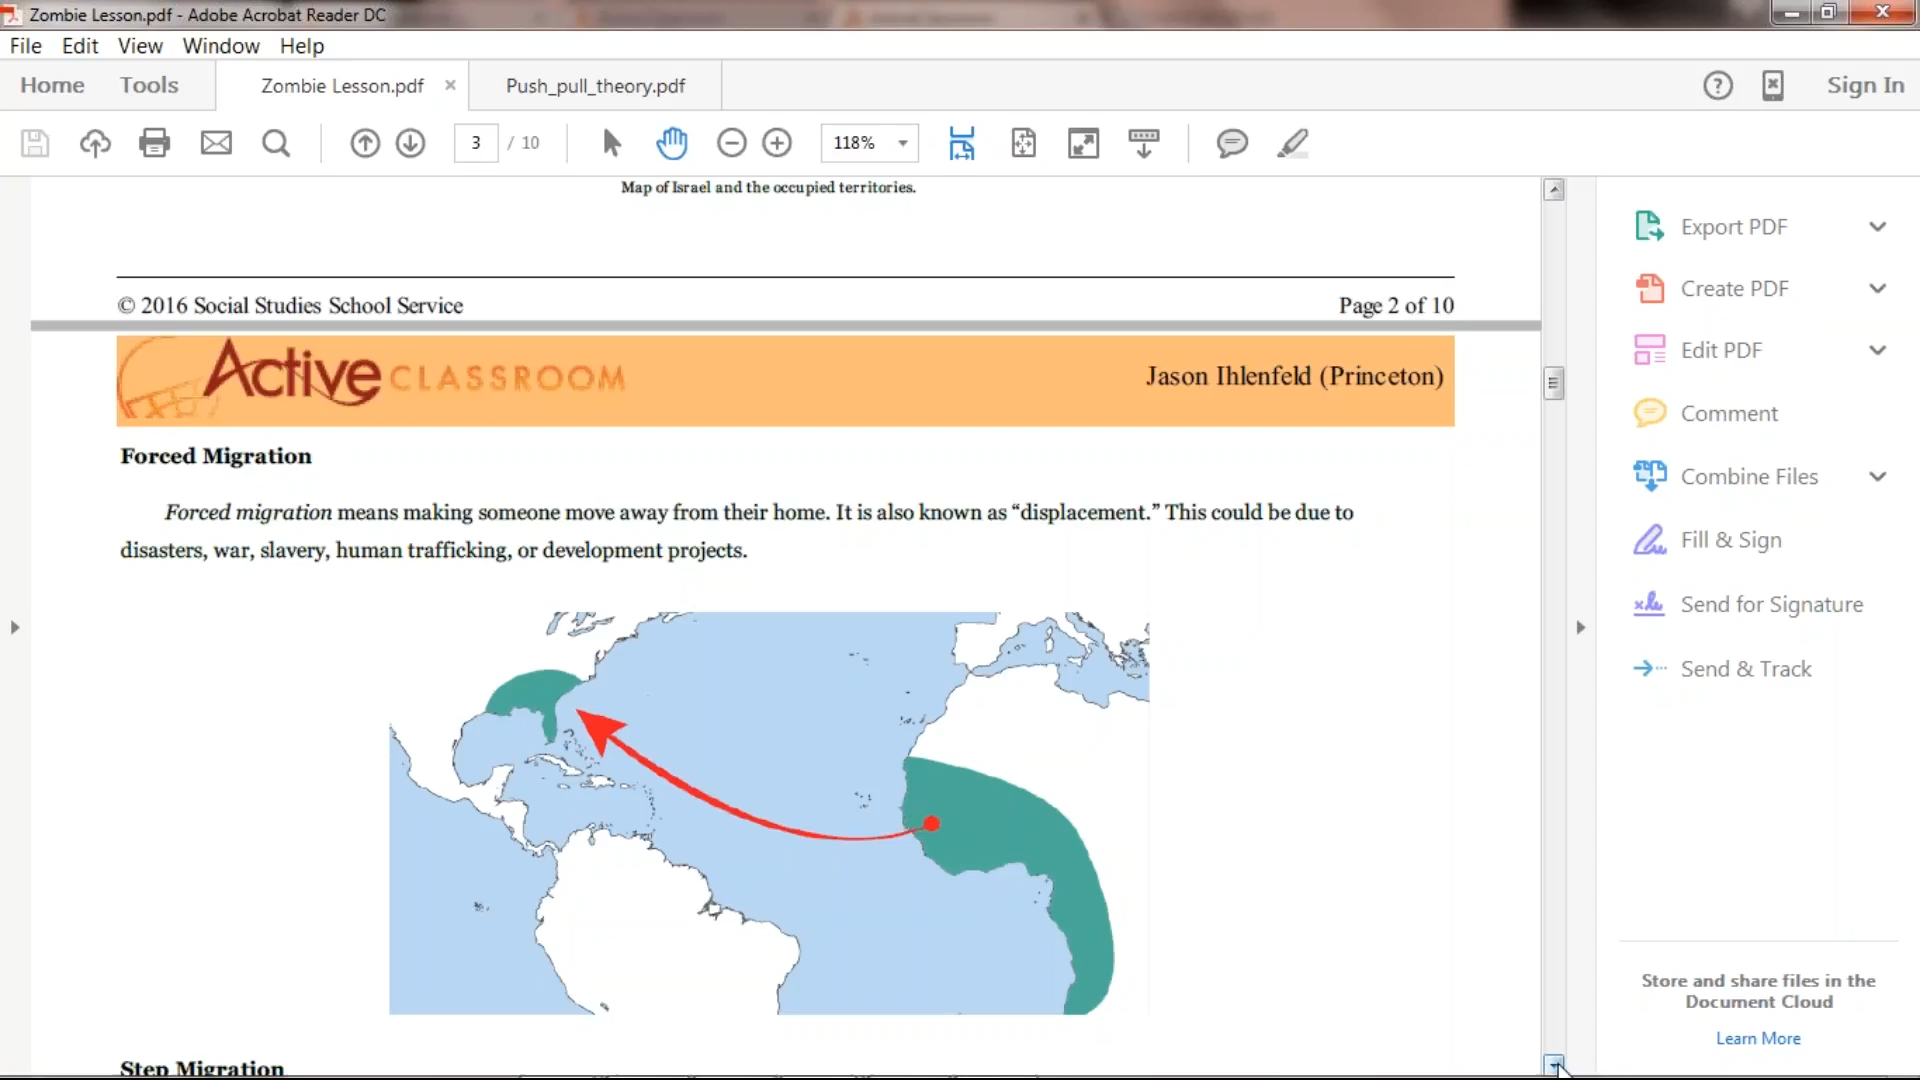 Zombie Lesson.pdf - Adobe Acrobat Reader DC
File Edit View Window Help
Home Tools Zombie Lesson.pdf × Push_pull_theory.pdf Sign In
3 / 10 118%
Map of Israel and the occupied territories.
© 2016 Social Studies School Service Page 2 of 10
Active CLASSROOM Jason Ihlenfeld (Princeton)
Forced Migration
Forced migration means making someone move away from their home. It is also known as “displacement.” This could be due to
disasters, war, slavery, human trafficking, or development projects.
Step Migration
Export PDF
Create PDF
Edit PDF
Comment
Combine Files
Fill & Sign
Send for Signature
Send & Track
Store and share files in the
Document Cloud
Learn More